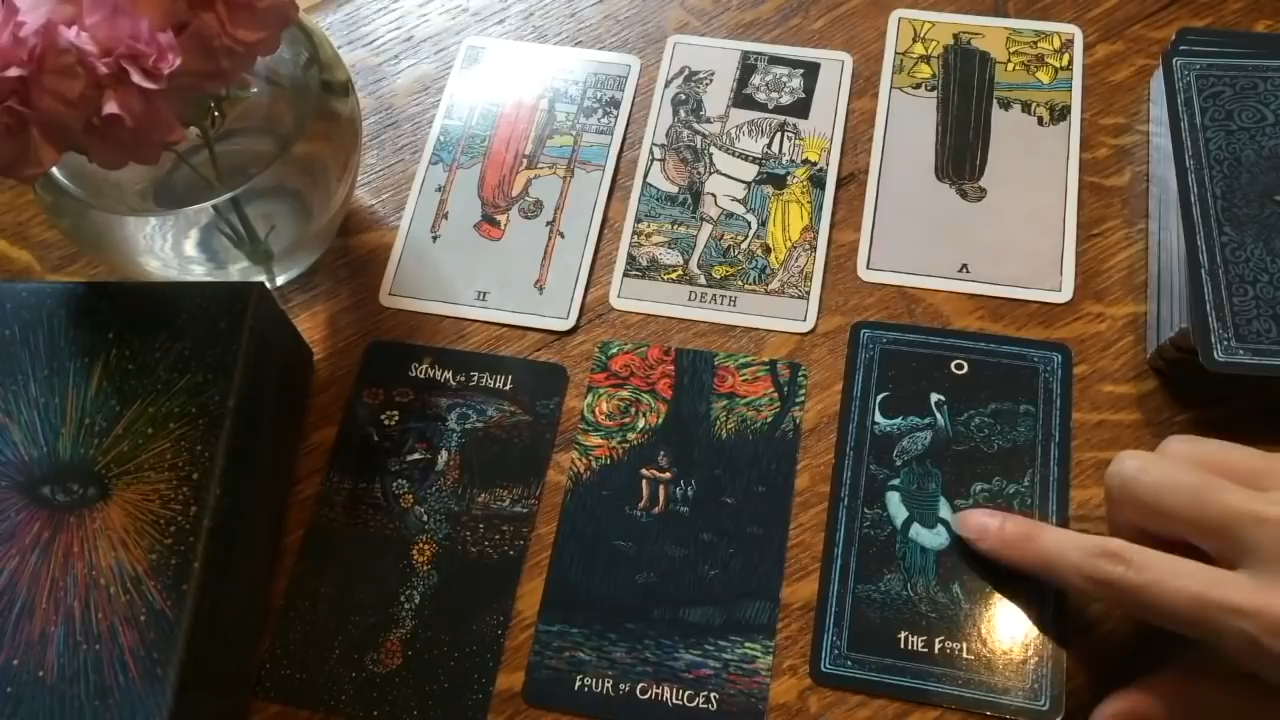 II
XIII
DEATH
V
THREE OF WANDS
FOUR OF CHALICES
0
THE FOOL